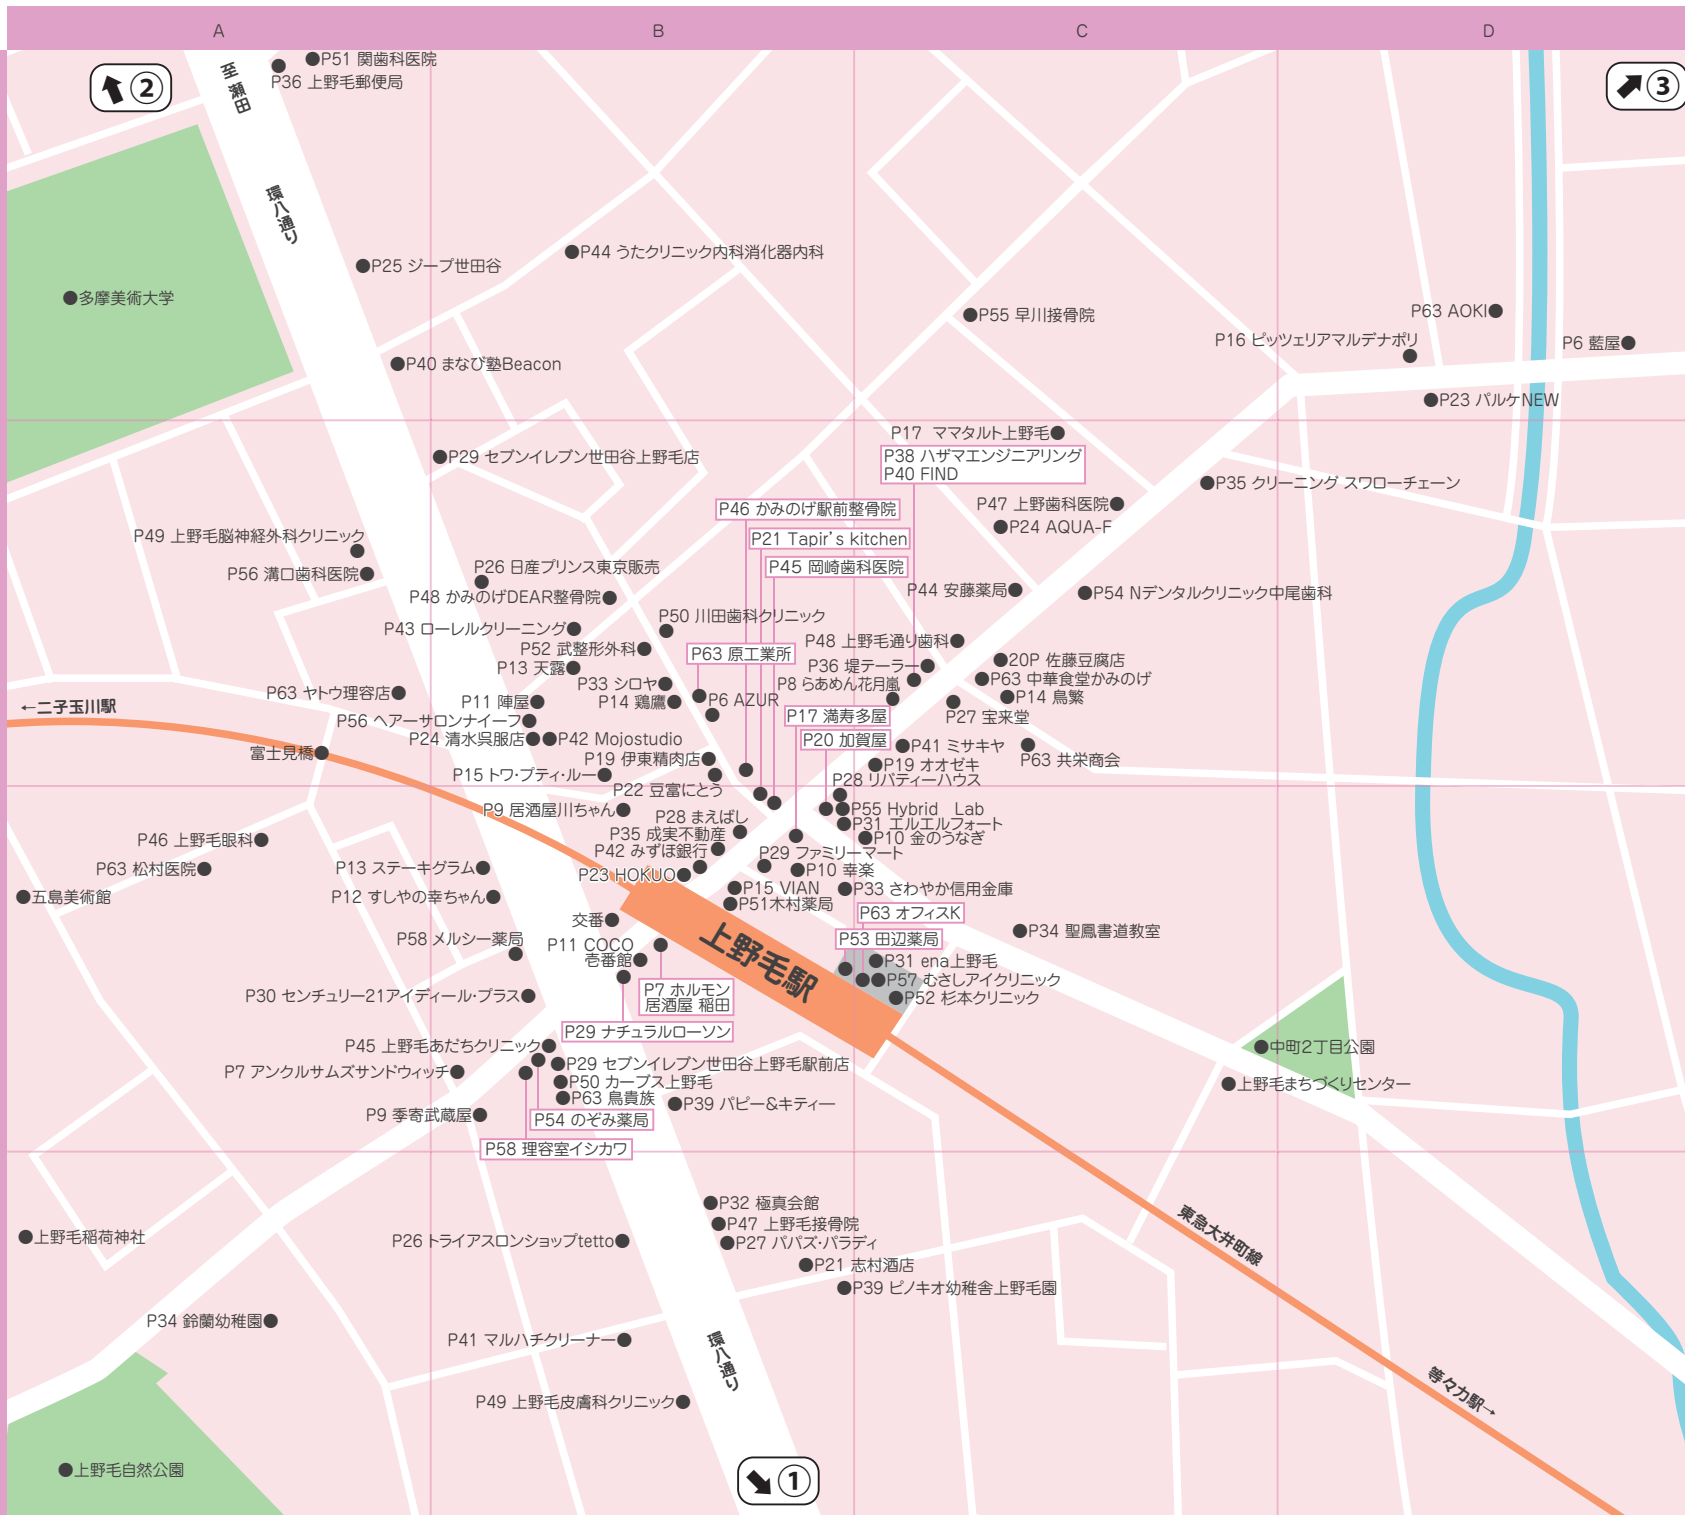 A
B
C
D
②
至 瀬田
P51 関歯科医院
P36 上野毛郵便局
③
環八通り
P25 ジープ世田谷
P44 うたクリニック内科消化器内科
多摩美術大学
P55 早川接骨院
P63 AOKI
P16 ピッツェリアマルデナポリ
P6 藍屋
P40 まなび塾Beacon
P23 パルケNEW
P17 ママタルト上野毛
P29 セブンイレブン世田谷上野毛店
P38 ハザマエンジニアリング
P40 FIND
P35 クリーニング スワローチェーン
P46 かみのげ駅前整骨院
P47 上野歯科医院
P24 AQUA-F
P49 上野毛脳神経外科クリニック
P21 Tapir's kitchen
P56 溝口歯科医院
P26 日産プリンス東京販売
P45 岡崎歯科医院
P48 かみのげDEAR整骨院
P44 安藤薬局
P54 Nデンタルクリニック中尾歯科
P50 川田歯科クリニック
P43 ローレルクリーニング
P52 武整形外科
P63 原工業所
P48 上野毛通り歯科
P13 天露
P36 堤テーラー
20P 佐藤豆腐店
P33 シロヤ
P8 らあめん花月嵐
P63 中華食堂かみのげ
P63 ヤトウ理容店
P11 陣屋
P14 鶏鷹
P6 AZUR
P14 鳥繁
←二子玉川駅
P56 ヘアーサロンナイーフ
P17 満寿多屋
P27 宝来堂
P24 清水呉服店
P42 Mojostudio
P20 加賀屋
P41 ミサキヤ
富士見橋
P19 伊東精肉店
P19 オオゼキ
P63 共栄商会
P15 トワ・プティ・ルー
P22 豆富にとう
P28 リバティーハウス
P9 居酒屋川ちゃん
P28 まえばし
P55 Hybrid Lab
P31 エルエルフォート
P46 上野毛眼科
P35 成実不動産
P10 金のうなぎ
P42 みずほ銀行
P29 ファミリーマート
P63 松村医院
P13 ステーキグラム
P23 HOKUO
P10 幸楽
五島美術館
P12 すしやの幸ちゃん
P15 VIAN
P33 さわやか信用金庫
P51木村薬局
P63 オフィスK
交番
上野毛駅
P34 聖鳳書道教室
P58 メルシー薬局
P11 COCO
壱番館
P53 田辺薬局
P31 ena上野毛
P57 むさしアイクリニック
P30 センチュリー21アイディール・プラス
P7 ホルモン
居酒屋 稲田
P52 杉本クリニック
P29 ナチュラルローソン
P45 上野毛あだちクリニック
中町2丁目公園
P7 アンクルサムズサンドウィッチ
P29 セブンイレブン世田谷上野毛駅前店
P50 カーブス上野毛
上野毛まちづくりセンター
P63 鳥貴族
P39 パピー&キティー
P9 季寄武蔵屋
P54 のぞみ薬局
P58 理容室イシカワ
P32 極真会館
P47 上野毛接骨院
東急大井町線
上野毛稲荷神社
P26 トライアスロンショップtetto
P27 パパズ・パラディ
P21 志村酒店
P39 ピノキオ幼稚舎上野毛園
P34 鈴蘭幼稚園
P41 マルハチクリーナー
環八通り
等々力駅→
P49 上野毛皮膚科クリニック
上野毛自然公園
①